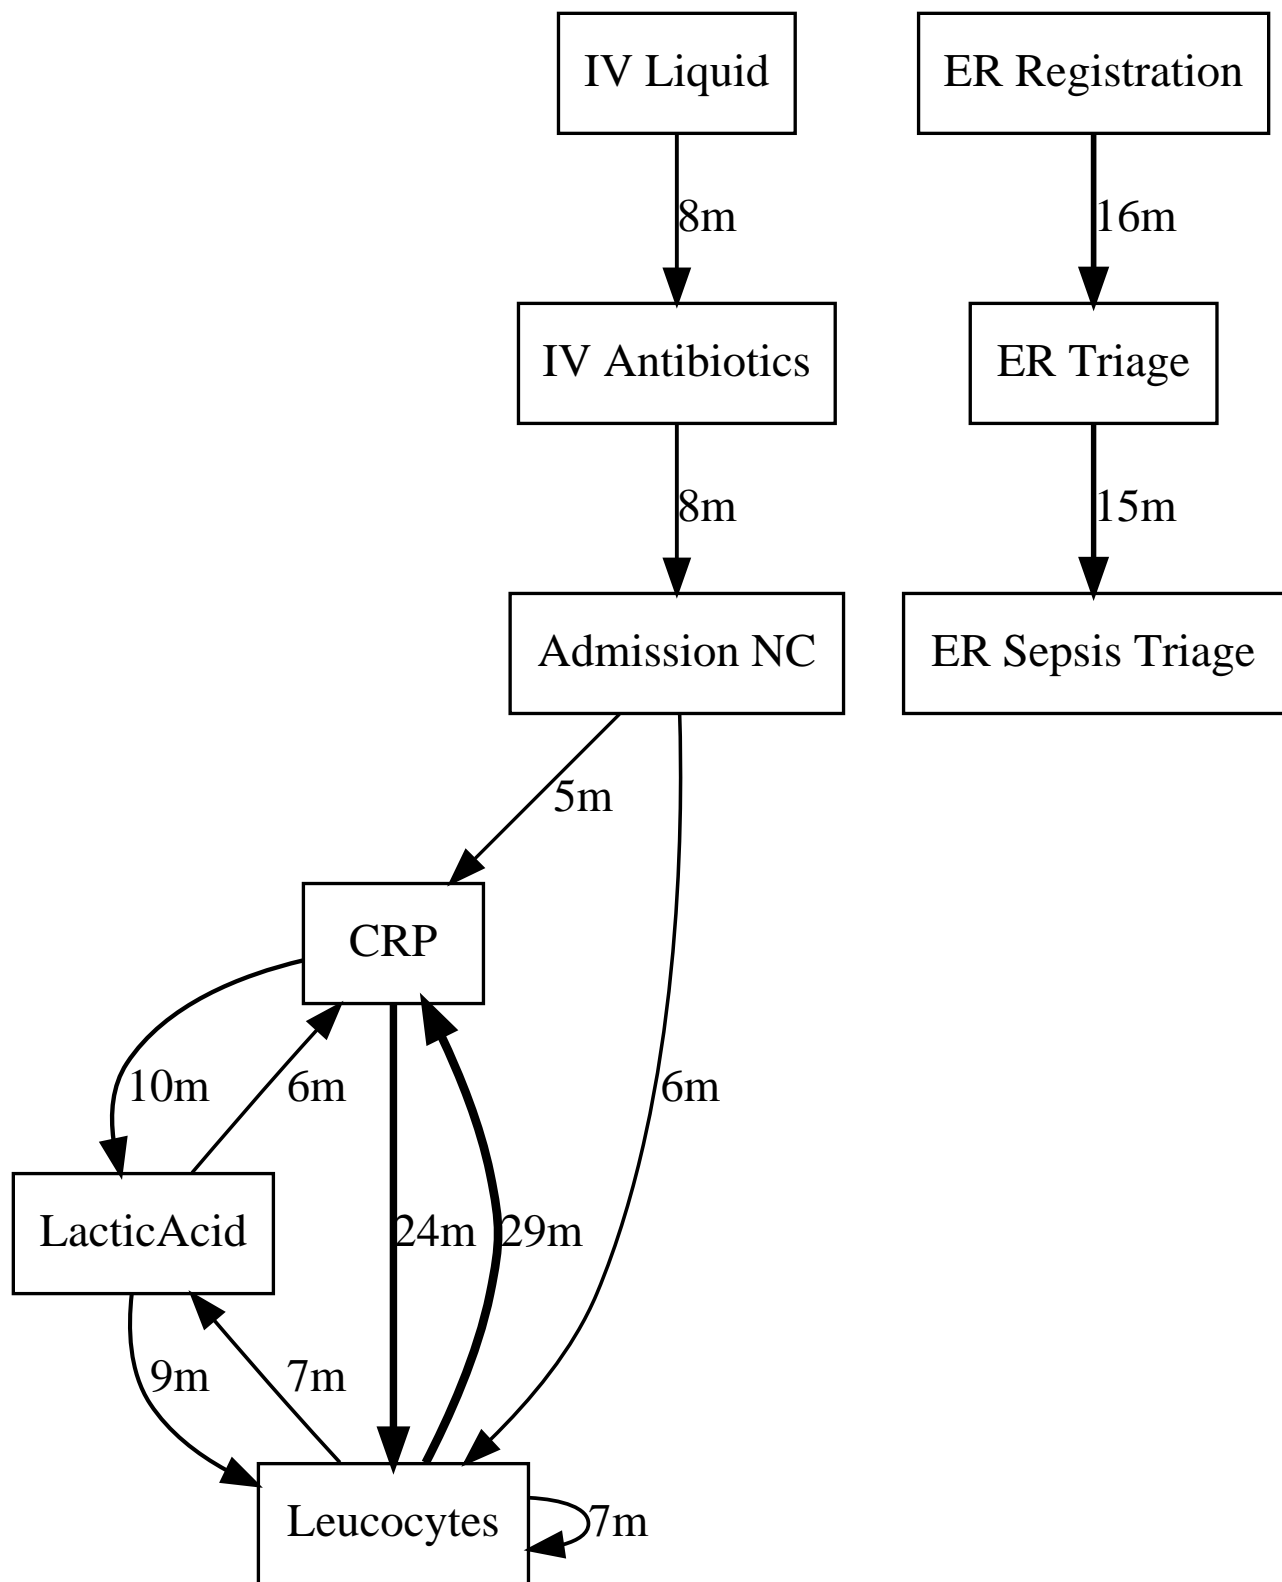 IV Liquid
ER Registration
8m
16m
IV Antibiotics
ER Triage
8m
15m
Admission NC
ER Sepsis Triage
5m
CRP
10m
6m
6m
LacticAcid
24m
29m
9m
7m
Leucocytes
7m